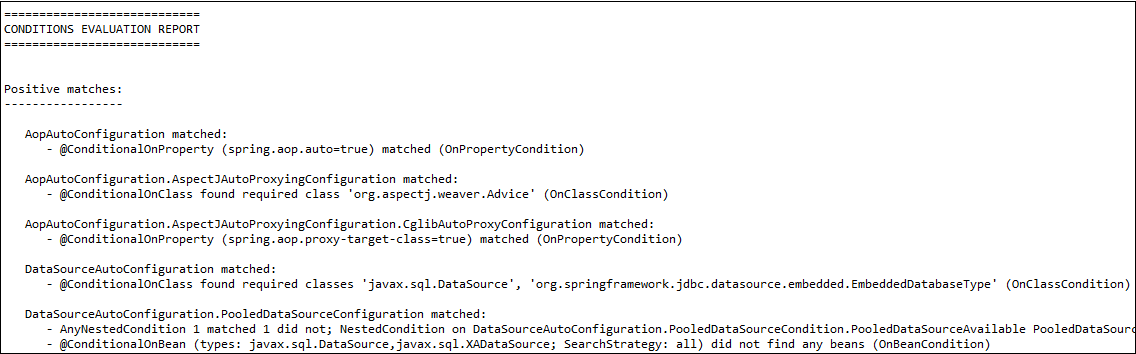 ============================
CONDITIONS EVALUATION REPORT
============================
Positive matches:
-----------------
AopAutoConfiguration matched:
- @ConditionalOnProperty (spring.aop.auto=true) matched (OnPropertyCondition)
AopAutoConfiguration.AspectJAutoProxyingConfiguration matched:
- @ConditionalOnClass found required class 'org.aspectj.weaver.Advice' (OnClassCondition)
AopAutoConfiguration.AspectJAutoProxyingConfiguration.CglibAutoProxyConfiguration matched:
- @ConditionalOnProperty (spring.aop.proxy-target-class=true) matched (OnPropertyCondition)
DataSourceAutoConfiguration matched:
- @ConditionalOnClass found required classes 'javax.sql.DataSource', 'org.springframework.jdbc.datasource.embedded.EmbeddedDatabaseType' (OnClassCondition)
DataSourceAutoConfiguration.PooledDataSourceConfiguration matched:
- AnyNestedCondition 1 matched 1 did not; NestedCondition on DataSourceAutoConfiguration.PooledDataSourceCondition.PooledDataSourceAvailable PooledDataSourc
- @ConditionalOnBean (types: javax.sql.DataSource,javax.sql.XADataSource; SearchStrategy: all) did not find any beans (OnBeanCondition)